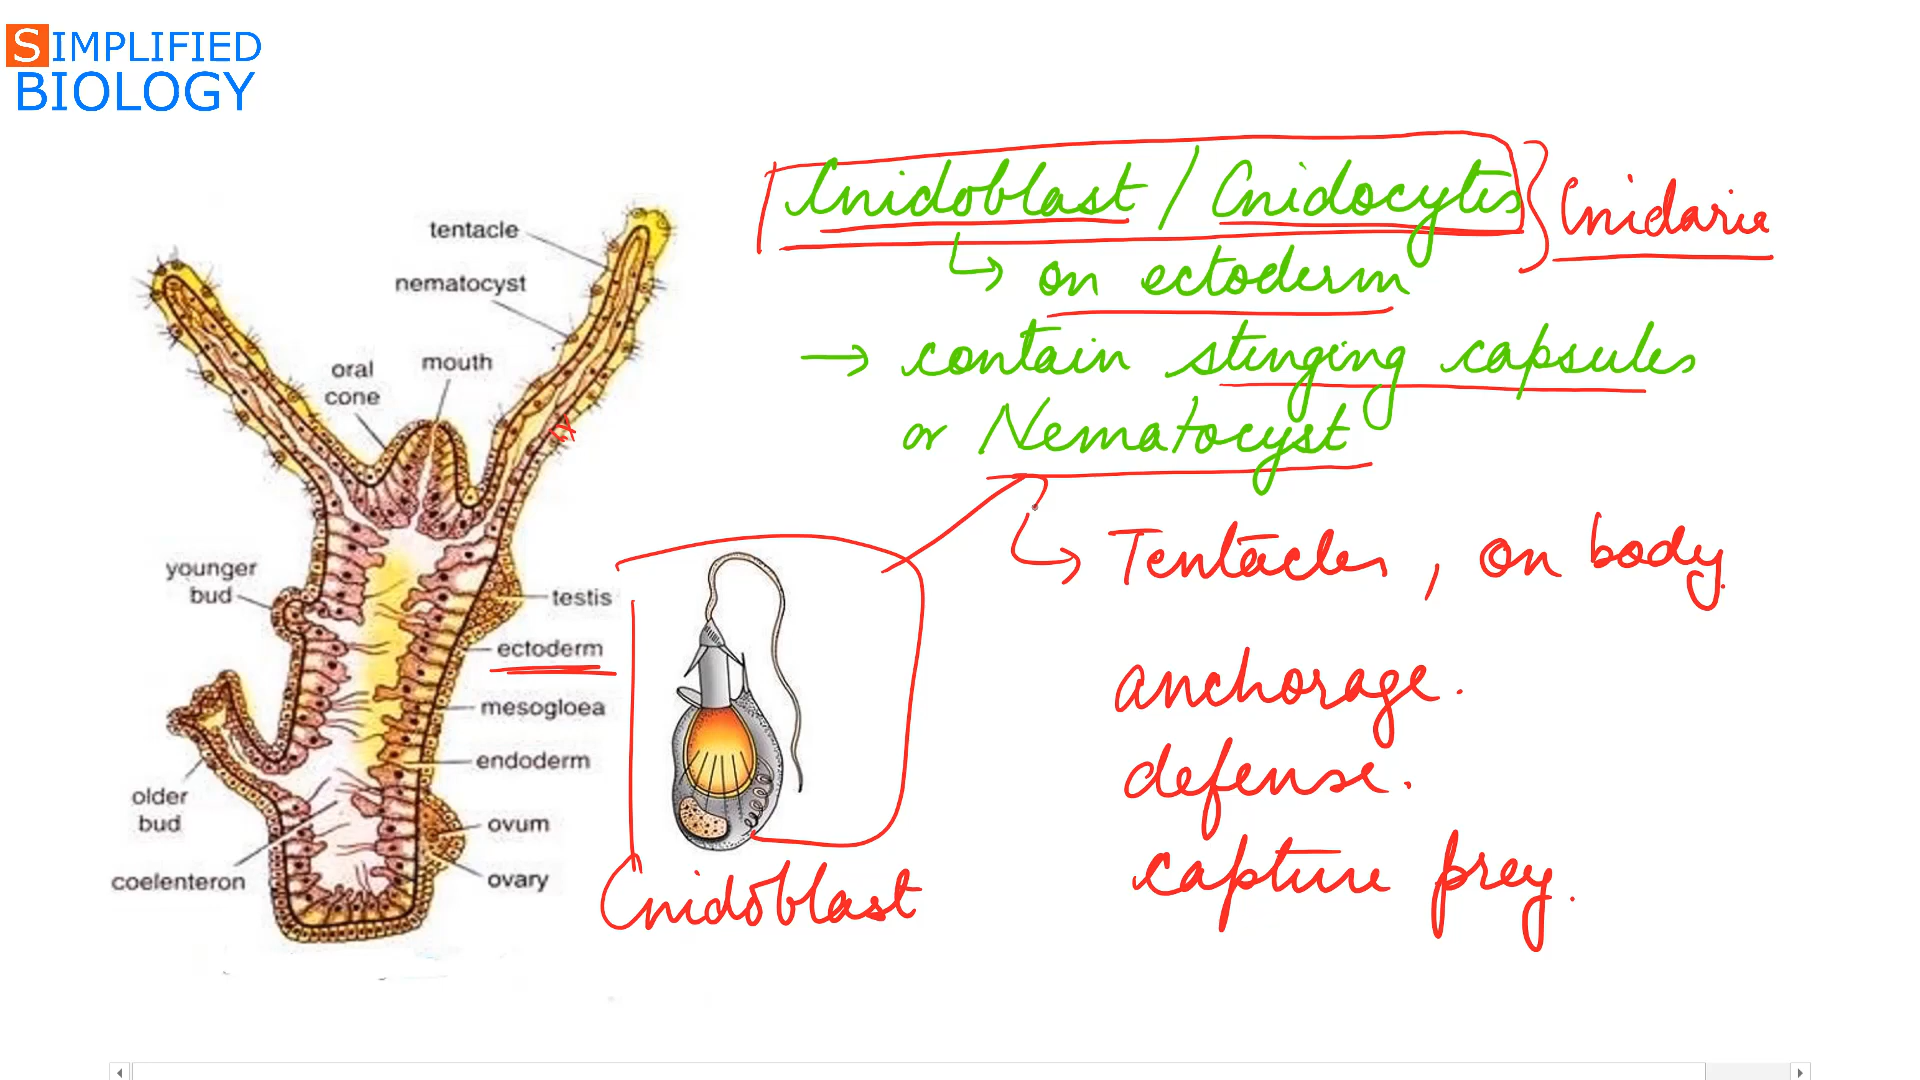 SIMPLIFIED
BIOLOGY
Cnidoblast / Cnidocytes } Cnidaria
↳ on ectoderm
→ contain stinging capsules
or Nematocyst
↳ Tentacles, on body.
anchorage.
defense.
capture prey.
tentacle
nematocyst
mouth
oral
cone
younger
bud
testis
ectoderm
mesogloea
endoderm
older
bud
ovum
coelenteron
ovary
Cnidoblast